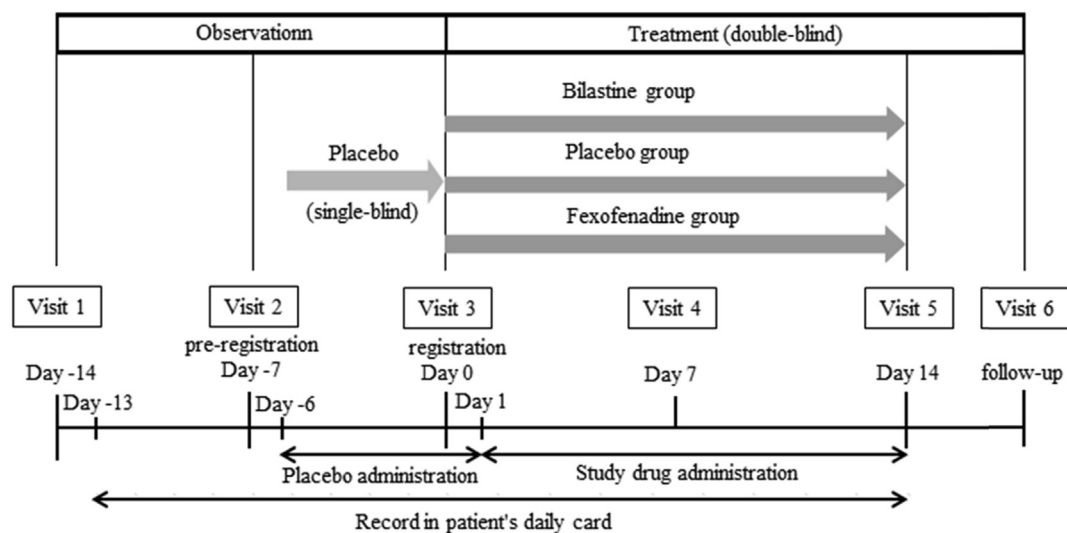 Observationn
Treatment (double-blind)
Bilastine group
Placebo
(single-blind)
Placebo group
Fexofenadine group
Visit 1
Visit 2
Visit 3
Visit 4
Visit 5
Visit 6
pre-registration
registration
Day -14
Day -7
Day 0
Day 7
Day 14
follow-up
Day -13
Day -6
Day 1
Placebo administration
Study drug administration
Record in patient's daily card